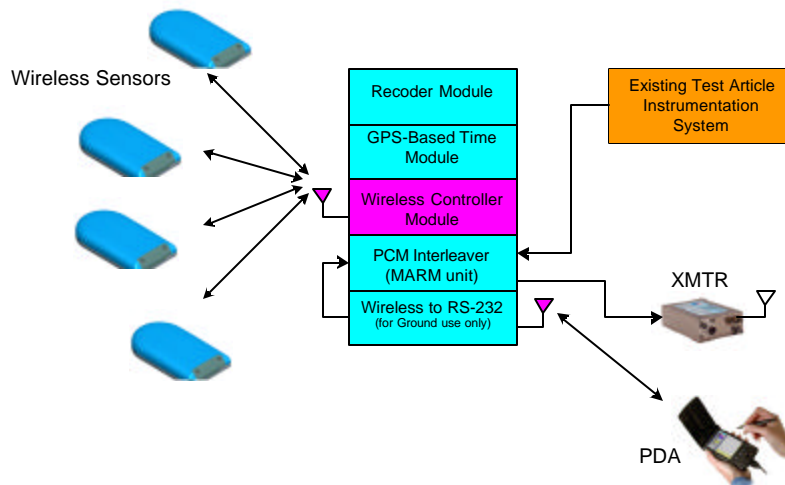 Wireless Sensors
Recoder Module
GPS-Based Time
Module
Wireless Controller
Module
PCM Interleaver
(MARM unit)
Wireless to RS-232
(for Ground use only)
Existing Test Article
Instrumentation
System
XMTR
PDA